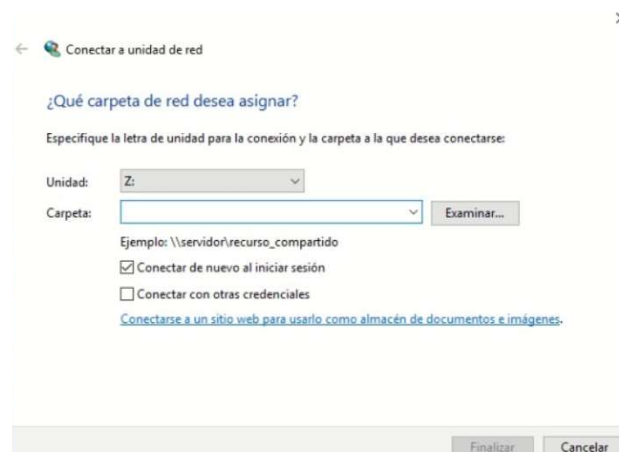 Conectar a unidad de red
¿Qué carpeta de red desea asignar?
Especifique la letra de unidad para la conexión y la carpeta a la que desea conectarse:
Unidad: Z:
Carpeta: Examinar...
Ejemplo: \\servidor\recurso_compartido
Conectar de nuevo al iniciar sesión
Conectar con otras credenciales
Conectarse a un sitio web para usarlo como almacén de documentos e imágenes.
Finalizar Cancelar